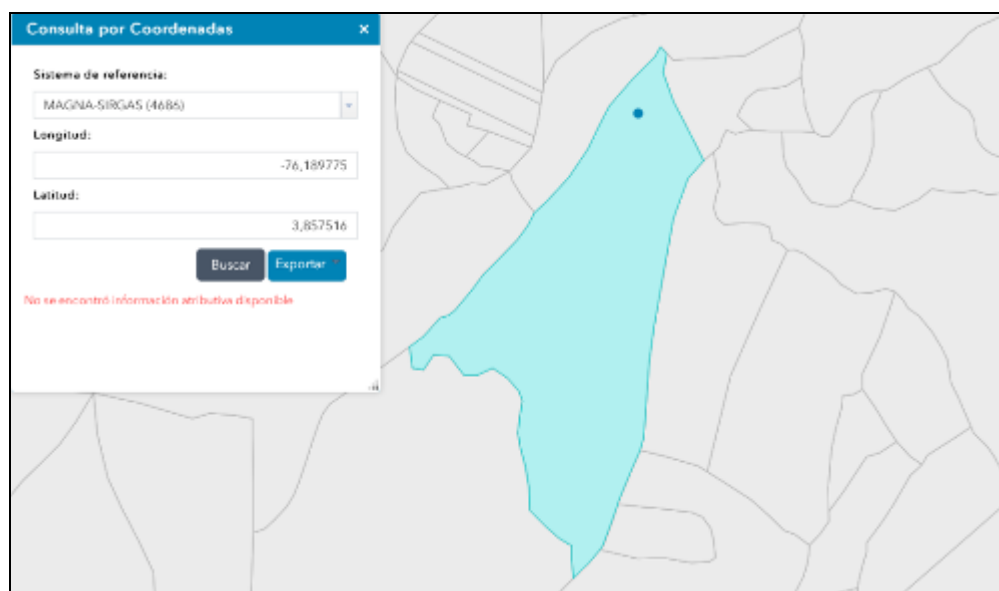 Consulta por Coordenadas ×
Sistema de referencia:
MAGNA-SIRGAS (4686)
Longitud:
-76,189775
Latitud:
3,857516
Buscar Exportar
No se encontró información atributiva disponible